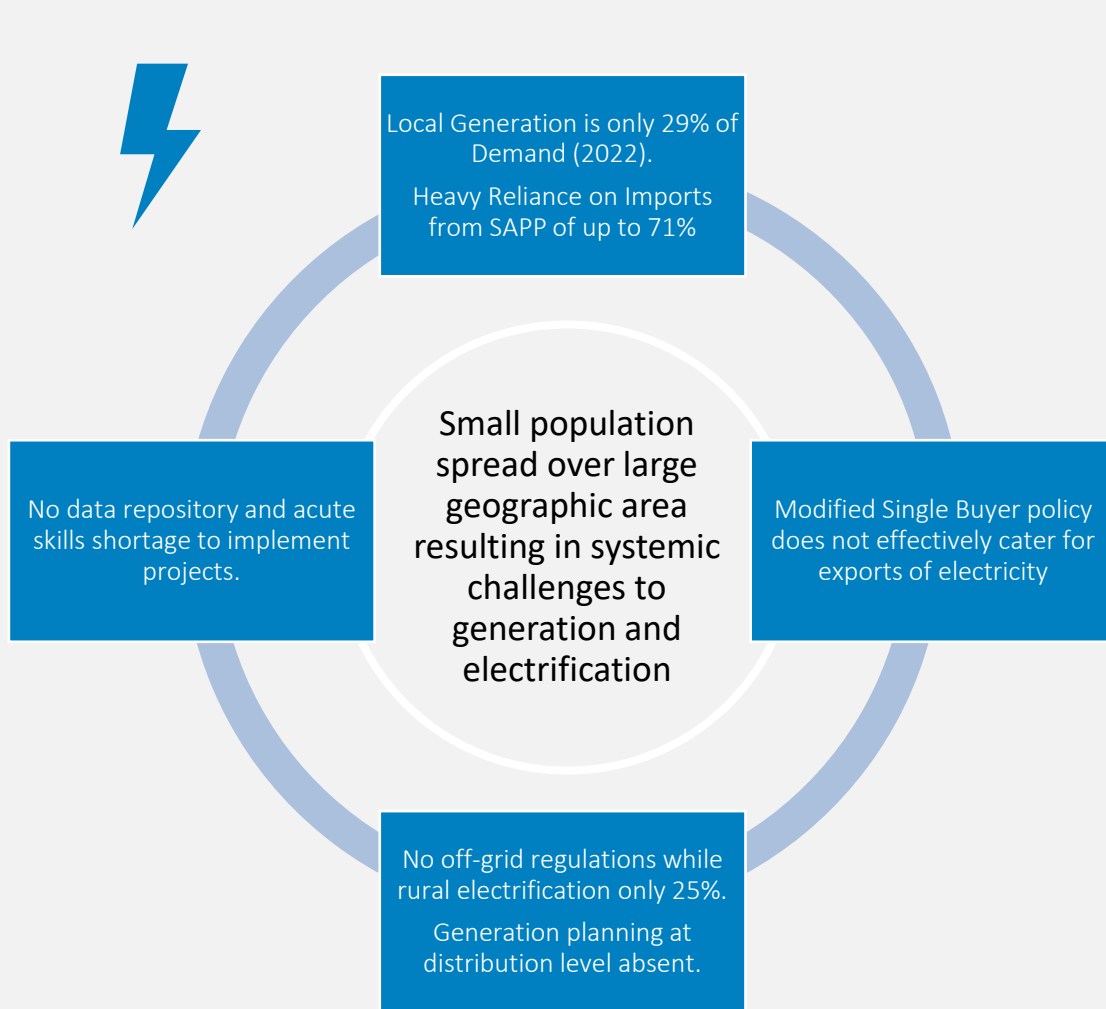 Local Generation is only 29% of
Demand (2022).
Heavy Reliance on Imports
from SAPP of up to 71%
Small population
spread over large
geographic area
resulting in systemic
challenges to
generation and
electrification
No data repository and acute
skills shortage to implement
projects.
Modified Single Buyer policy
does not effectively cater for
exports of electricity
No off-grid regulations while
rural electrification only 25%.
Generation planning at
distribution level absent.